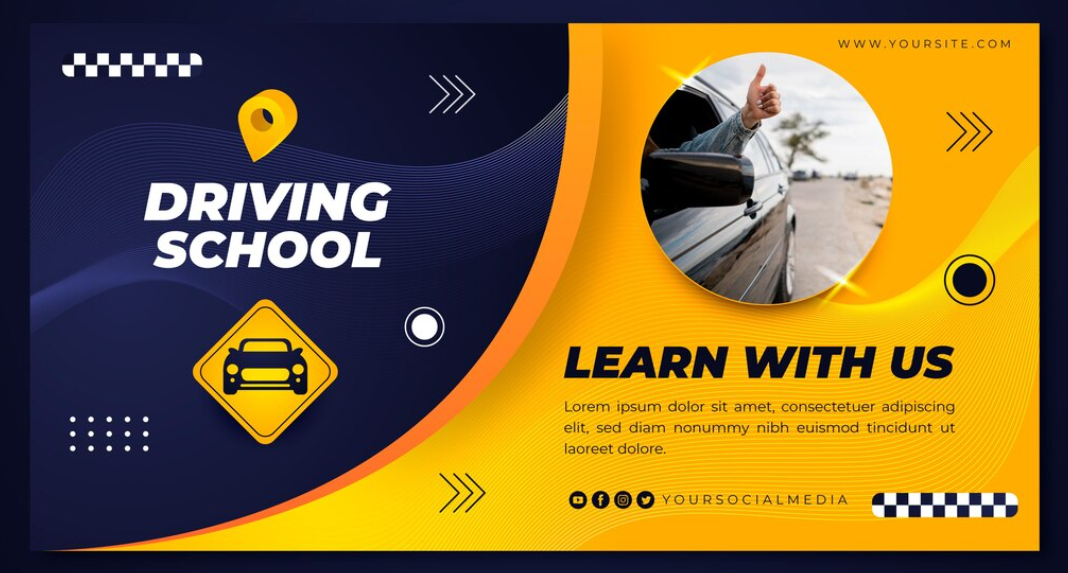 DRIVING
SCHOOL
WWW.YOURSITE.COM
LEARN WITH US
Lorem ipsum dolor sit amet, consectetuer adipiscing
elit, sed diam nonummy nibh euismod tincidunt ut
laoreet dolore.
YOURSOCIALMEDIA